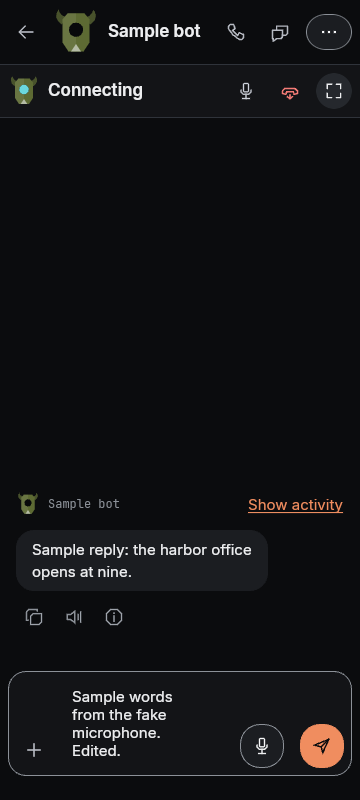 Sample bot
Connecting
Sample bot
Show activity
Sample reply: the harbor office
opens at nine.
Sample words
from the fake
microphone.
Edited.